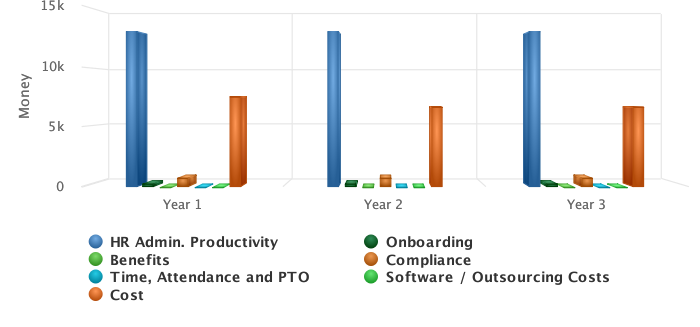 15k
10k
Money
5k
0
Year 1 Year 2 Year 3
HR Admin. Productivity Onboarding
Benefits Compliance
Time, Attendance and PTO Software / Outsourcing Costs
Cost